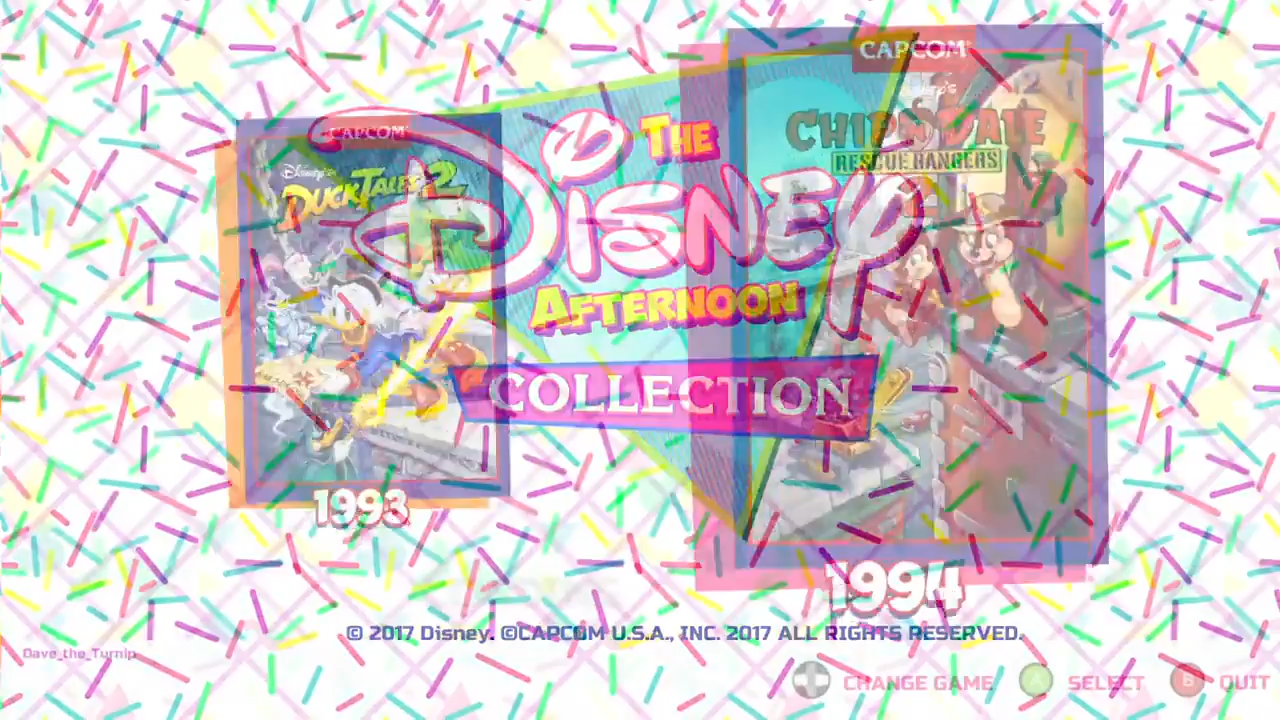 CAPCOM
CAPCOM
Disney's
DUCKTALES 2
THE
DISNEY
AFTERNOON
COLLECTION
CHIP 'N DALE
RESCUE RANGERS
1993
1994
© 2017 Disney. ©CAPCOM U.S.A., INC. 2017 ALL RIGHTS RESERVED.
Dave_the_Turnip
CHANGE GAME
A SELECT
B QUIT